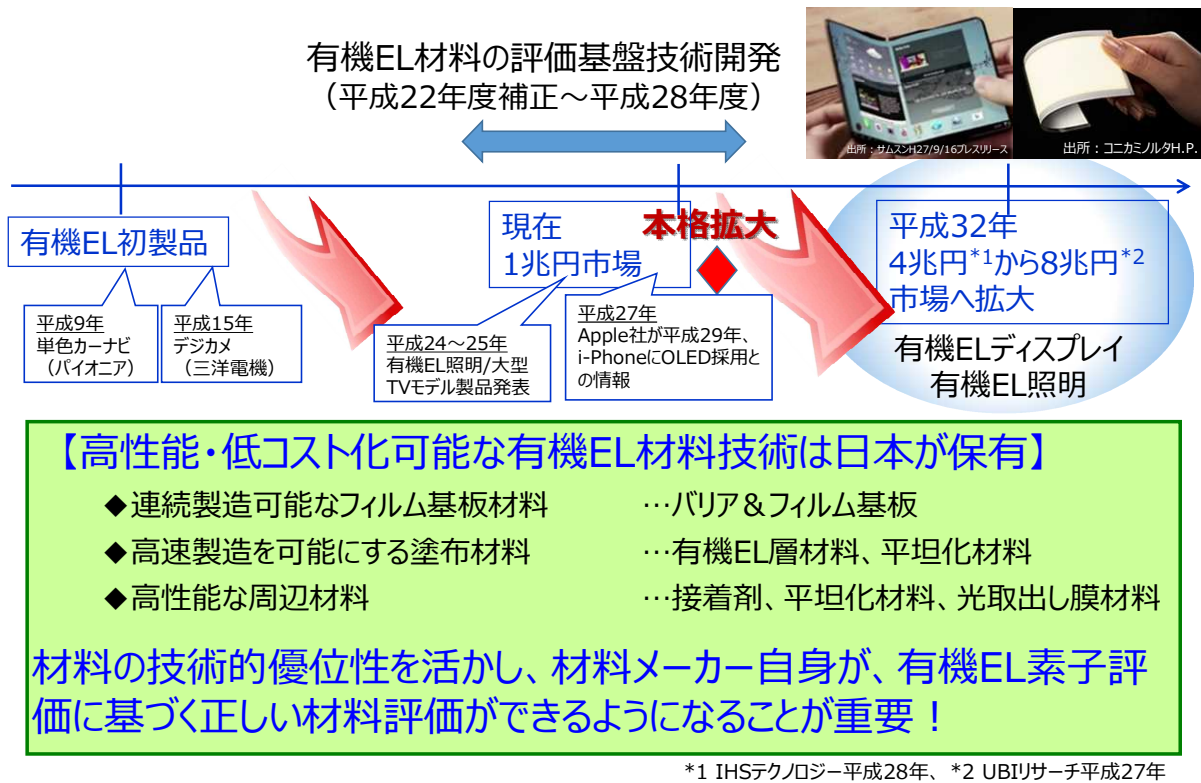 有機EL材料の評価基盤技術開発
（平成22年度補正～平成28年度）
出所：サムスンH27/9/16プレスリリース
出所：コニカミノルタH.P.
有機EL初製品
平成9年
単色カーナビ
（パイオニア）
平成15年
デジカメ
（三洋電機）
現在
1兆円市場
本格拡大
平成24～25年
有機EL照明/大型
TVモデル製品発表
平成27年
Apple社が平成29年、
i-PhoneにOLED採用と
の情報
平成32年
4兆円*1から8兆円*2
市場へ拡大
有機ELディスプレイ
有機EL照明
【高性能・低コスト化可能な有機EL材料技術は日本が保有】
◆連続製造可能なフィルム基板材料 …バリア＆フィルム基板
◆高速製造を可能にする塗布材料 …有機EL層材料、平坦化材料
◆高性能な周辺材料 …接着剤、平坦化材料、光取出し膜材料
材料の技術的優位性を活かし、材料メーカー自身が、有機EL素子評
価に基づく正しい材料評価ができるようになることが重要！
*1 IHSテクノロジー平成28年、*2 UBIリサーチ平成27年